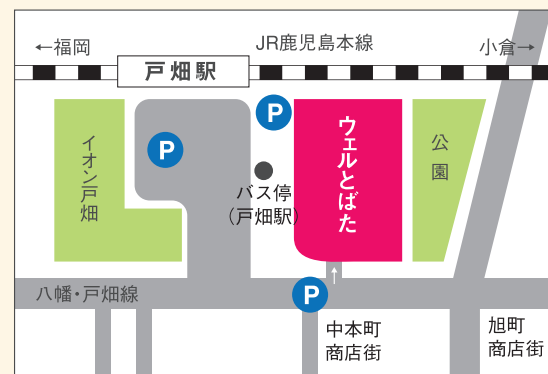 ←福岡
JR鹿児島本線
小倉→
戸畑駅
P
P
イオン戸畑
ウェルとばた
公園
バス停
(戸畑駅)
八幡・戸畑線
P
中本町
商店街
旭町
商店街